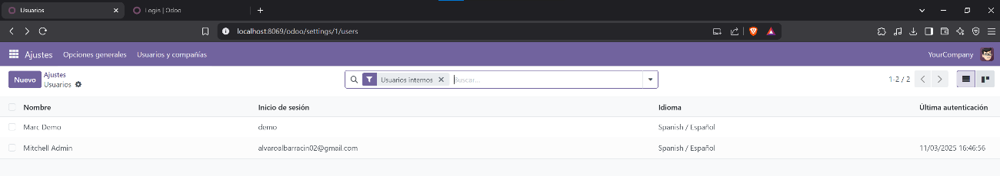 Usuarios
Login | Odoo
localhost:8069/odoo/settings/1/users
Ajustes Opciones generales Usuarios y compañías YourCompany
Nuevo Ajustes
Usuarios
Usuarios internos Buscar...
1-2 / 2
Nombre Inicio de sesión Idioma Última autenticación
Marc Demo demo Spanish / Español
Mitchell Admin alvaroalbarracin02@gmail.com Spanish / Español 11/03/2025 16:46:56